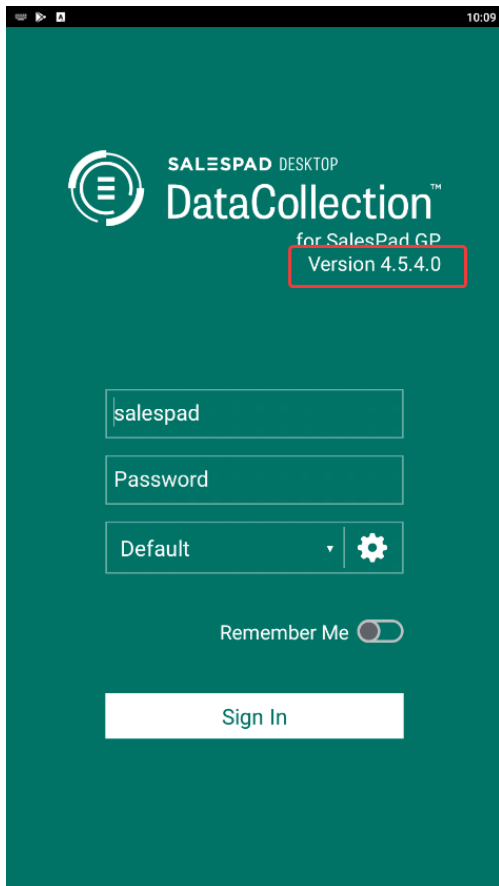 10:09
SALESPAD DESKTOP
DataCollection™
for SalesPad GP
Version 4.5.4.0
salespad
Password
Default
Remember Me
Sign In